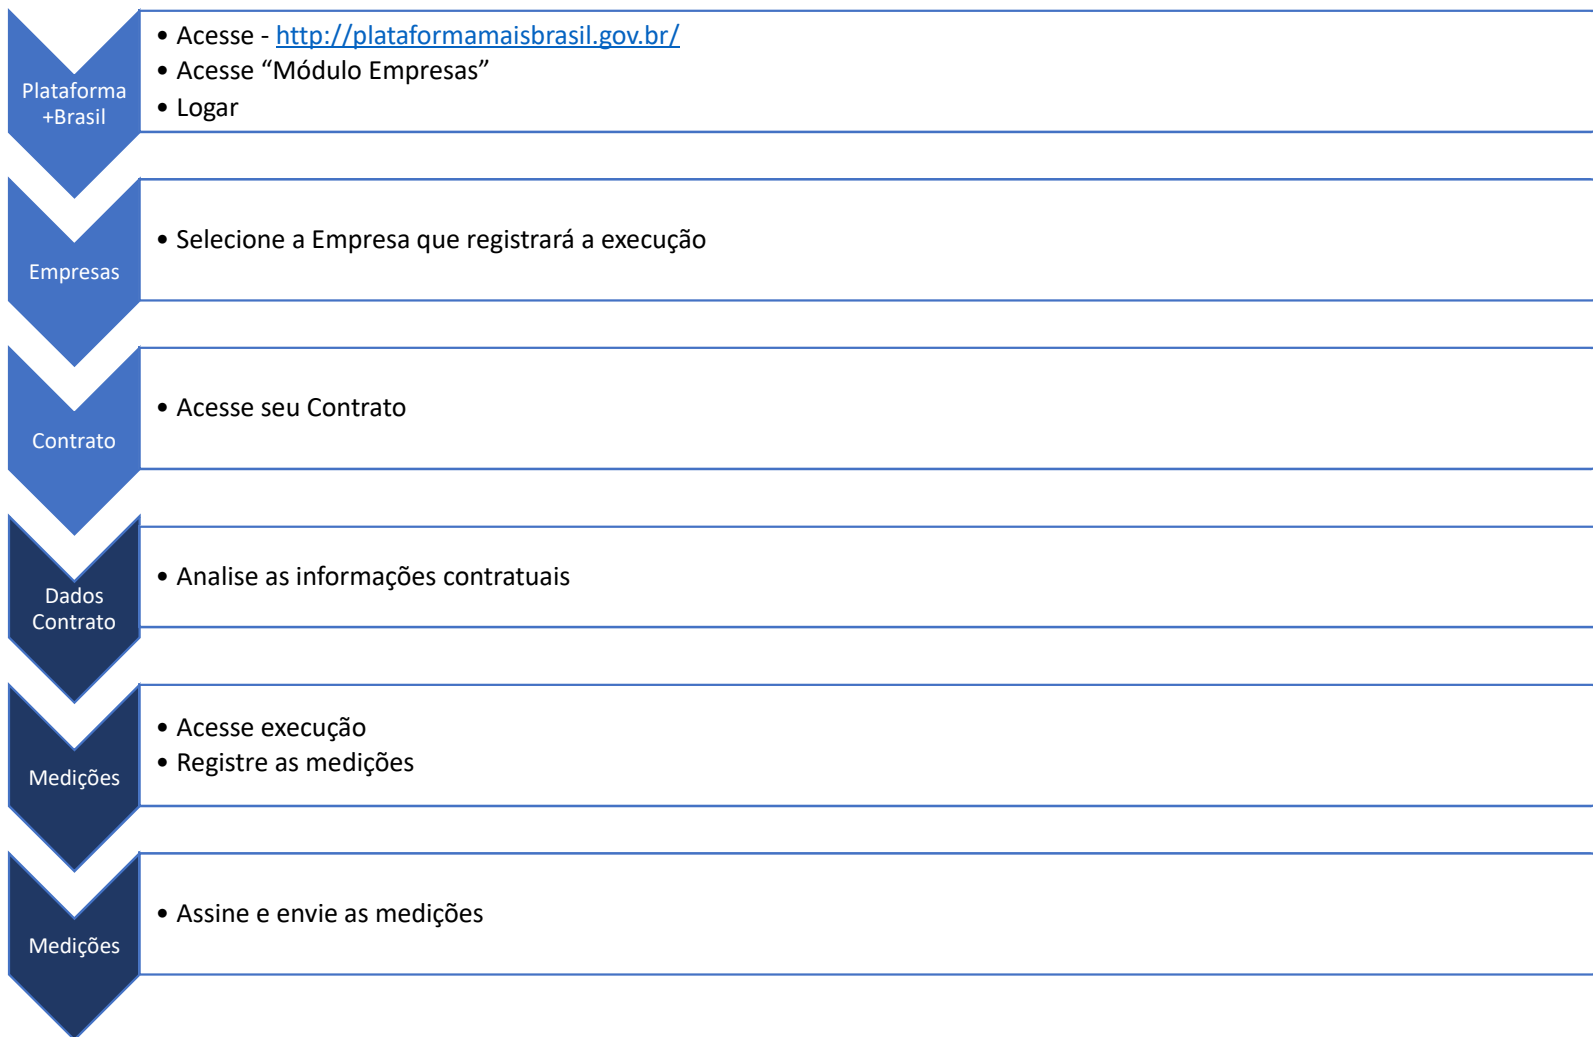 Plataforma
+Brasil
• Acesse - http://plataformamaisbrasil.gov.br/
• Acesse “Módulo Empresas”
• Logar
Empresas
• Selecione a Empresa que registrará a execução
Contrato
• Acesse seu Contrato
Dados
Contrato
• Analise as informações contratuais
Medições
• Acesse execução
• Registre as medições
Medições
• Assine e envie as medições